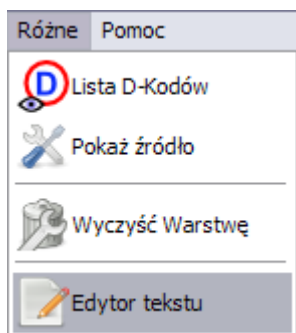 Różne Pomoc
Lista D-Kodów
Pokaż źródło
Wyczyść Warstwę
Edytor tekstu